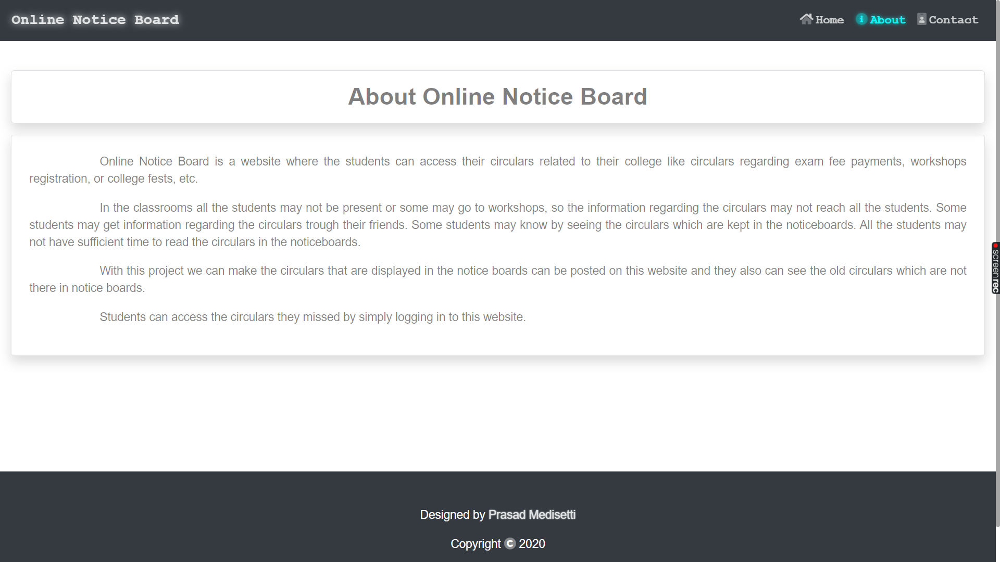 Online Notice Board
Home About Contact
About Online Notice Board
Online Notice Board is a website where the students can access their circulars related to their college like circulars regarding exam fee payments, workshops
registration, or college fests, etc.
In the classrooms all the students may not be present or some may go to workshops, so the information regarding the circulars may not reach all the students. Some
students may get information regarding the circulars trough their friends. Some students may know by seeing the circulars which are kept in the noticeboards. All the students may
not have sufficient time to read the circulars in the noticeboards.
With this project we can make the circulars that are displayed in the notice boards can be posted on this website and they also can see the old circulars which are not
there in notice boards.
Students can access the circulars they missed by simply logging in to this website.
screenrec
Designed by Prasad Medisetti
Copyright © 2020